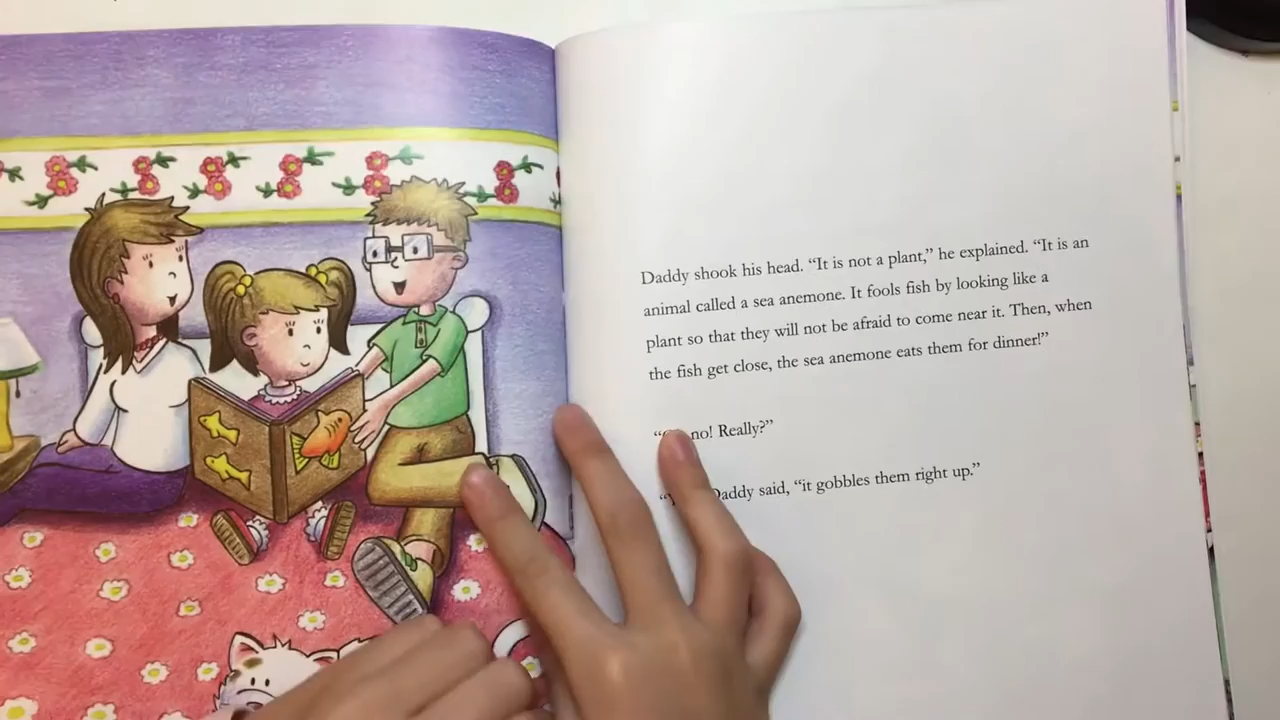 Daddy shook his head. “It is not a plant,” he explained. “It is an
animal called a sea anemone. It fools fish by looking like a
plant so that they will not be afraid to come near it. Then, when
the fish get close, the sea anemone eats them for dinner!”
no! Really?”
Daddy said, “it gobbles them right up.”